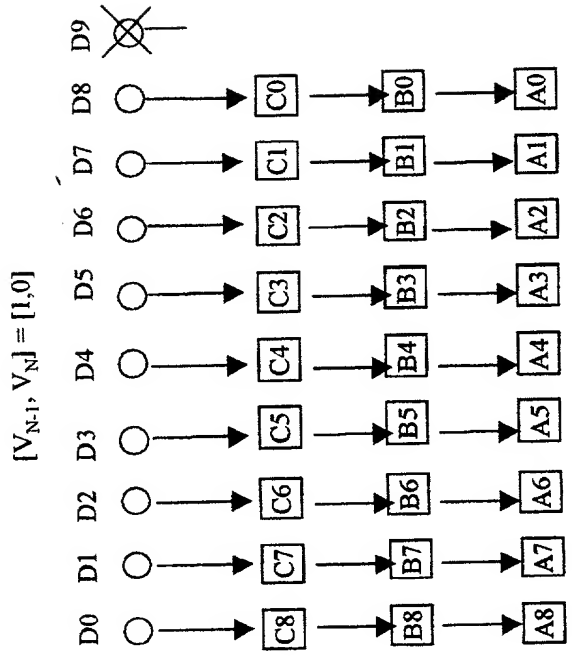 [V_{N-1}, V_N] = [1,0]
D0 D1 D2 D3 D4 D5 D6 D7 D8 D9
C8 C7 C6 C5 C4 C3 C2 C1 C0
B8 B7 B6 B5 B4 B3 B2 B1 B0
A8 A7 A6 A5 A4 A3 A2 A1 A0